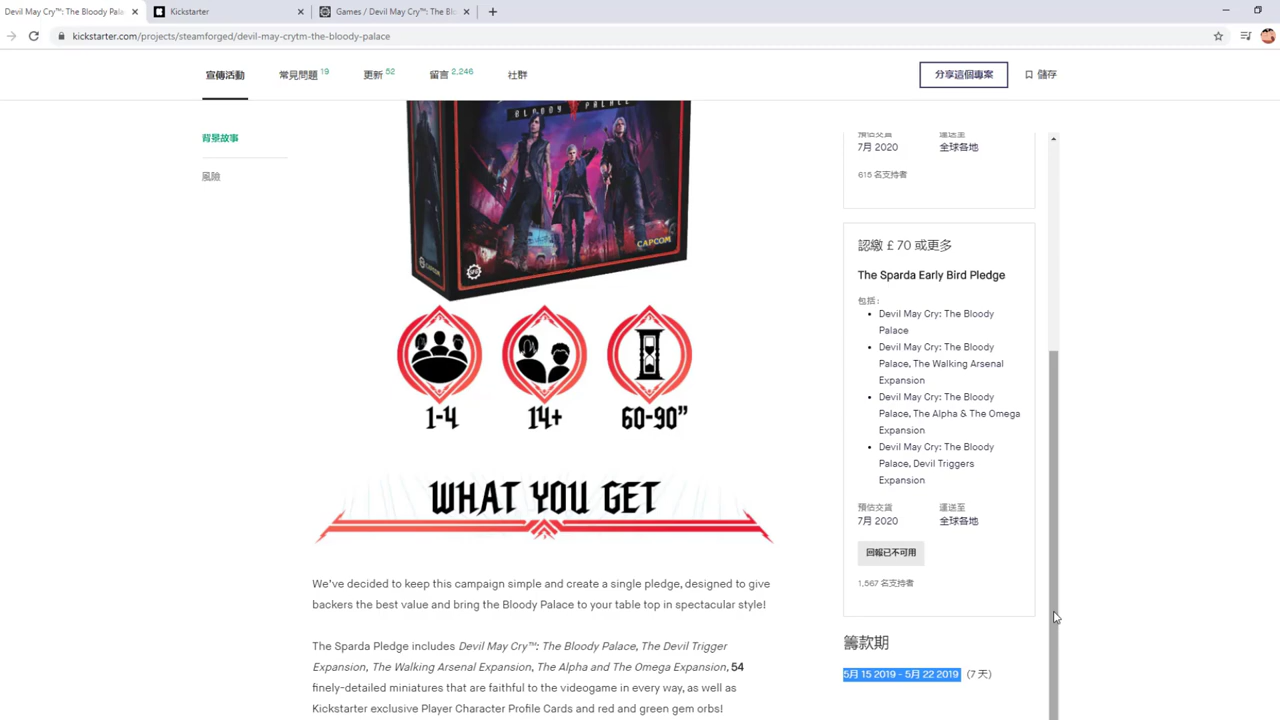 Devil May Cry™: The Bloody Pala
Kickstarter
Games / Devil May Cry™: The Blo
kickstarter.com/projects/steamforged/devil-may-crytm-the-bloody-palace
宣傳活動
常見問題 19
更新 52
留言 2,246
社群
分享這個專案
儲存
背景故事
風險
BLOODY PALACE
CAPCOM
CAPCOM
SFG
1-4
14+
60-90”
WHAT YOU GET
We’ve decided to keep this campaign simple and create a single pledge, designed to give
backers the best value and bring the Bloody Palace to your table top in spectacular style!
The Sparda Pledge includes Devil May Cry™: The Bloody Palace, The Devil Trigger
Expansion, The Walking Arsenal Expansion, The Alpha and The Omega Expansion, 54
finely-detailed miniatures that are faithful to the videogame in every way, as well as
Kickstarter exclusive Player Character Profile Cards and red and green gem orbs!
預估交貨
運送至
7月 2020
全球各地
615 名支持者
認繳 £ 70 或更多
The Sparda Early Bird Pledge
包括:
Devil May Cry: The Bloody
Palace
Devil May Cry: The Bloody
Palace, The Walking Arsenal
Expansion
Devil May Cry: The Bloody
Palace, The Alpha & The Omega
Expansion
Devil May Cry: The Bloody
Palace, Devil Triggers
Expansion
預估交貨
運送至
7月 2020
全球各地
回報已不可用
1,567 名支持者
籌款期
5月 15 2019 - 5月 22 2019 (7 天)